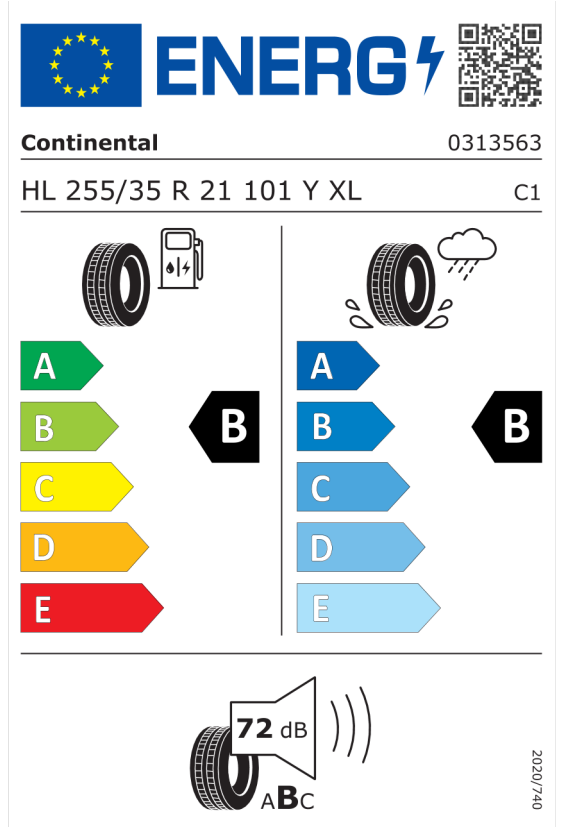 ENERG
Continental 0313563
HL 255/35 R 21 101 Y XL C1
A A
B B B B
C C
D D
E E
72 dB
ABC
2020/740